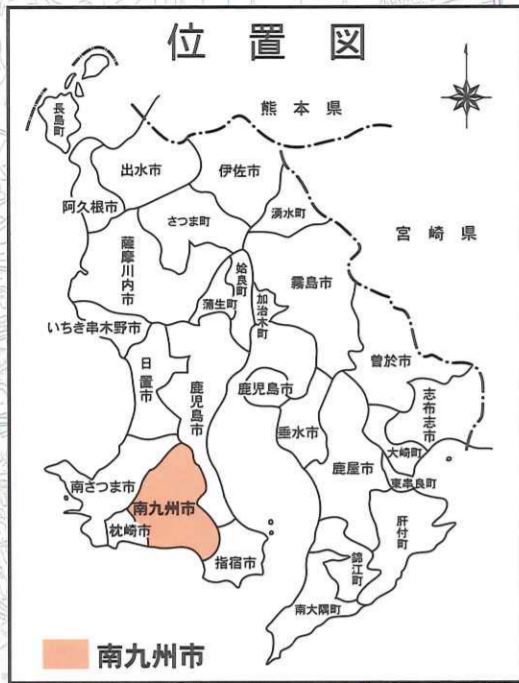 位置図
熊本県
長島町
出水市
伊佐市
阿久根市
さつま町
湧水町
宮崎県
薩摩川内市
姶良町
霧島市
蒲生町
加治木町
いちき串木野市
日置市
鹿児島市
鹿児島市
曽於市
志布志市
垂水市
大崎町
鹿屋市
東串良町
南さつま市
南九州市
肝付町
枕崎市
錦江町
指宿市
南大隅町
南九州市